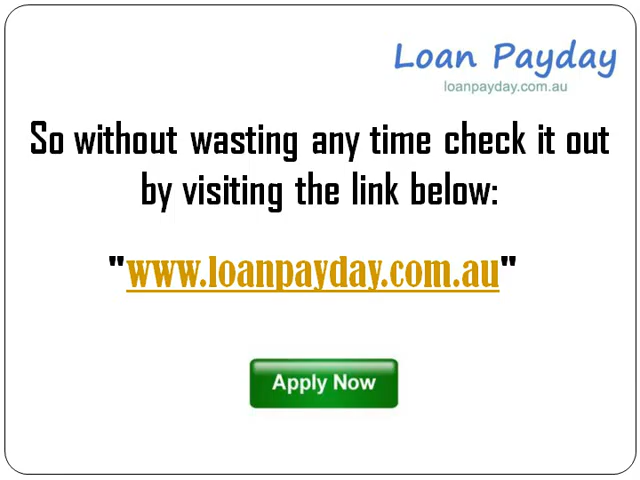 Loan Payday
loanpayday.com.au
So without wasting any time check it out
by visiting the link below:
"www.loanpayday.com.au"
Apply Now